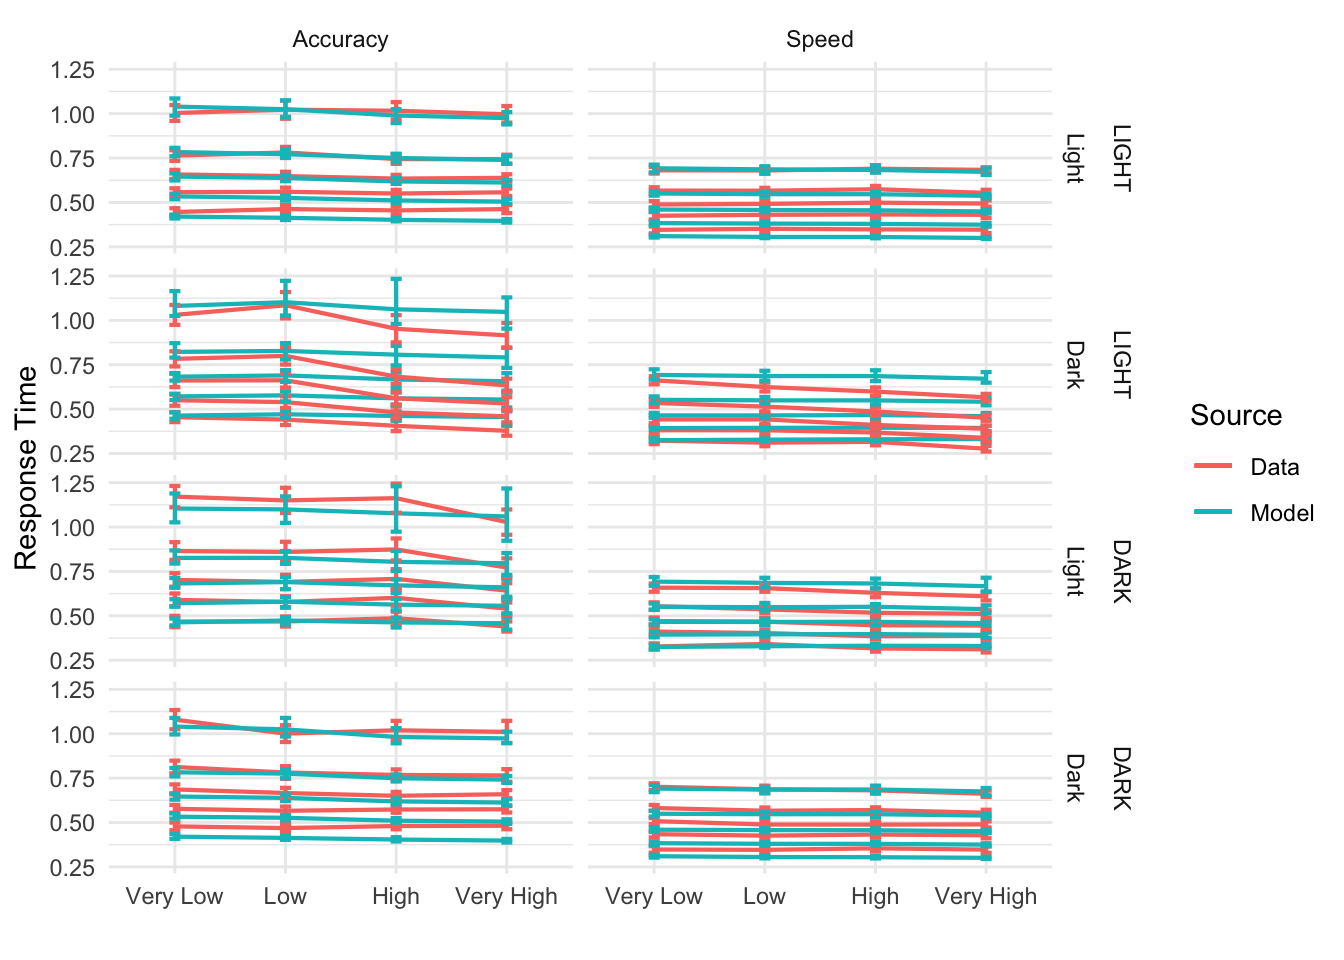 Accuracy
Speed
Response Time
1.25
1.00
0.75
0.50
0.25
Light
LIGHT
1.25
1.00
0.75
0.50
0.25
Dark
LIGHT
1.25
1.00
0.75
0.50
0.25
Light
DARK
1.25
1.00
0.75
0.50
0.25
Dark
DARK
Very Low
Low
High
Very High
Very Low
Low
High
Very High
Source
Data
Model